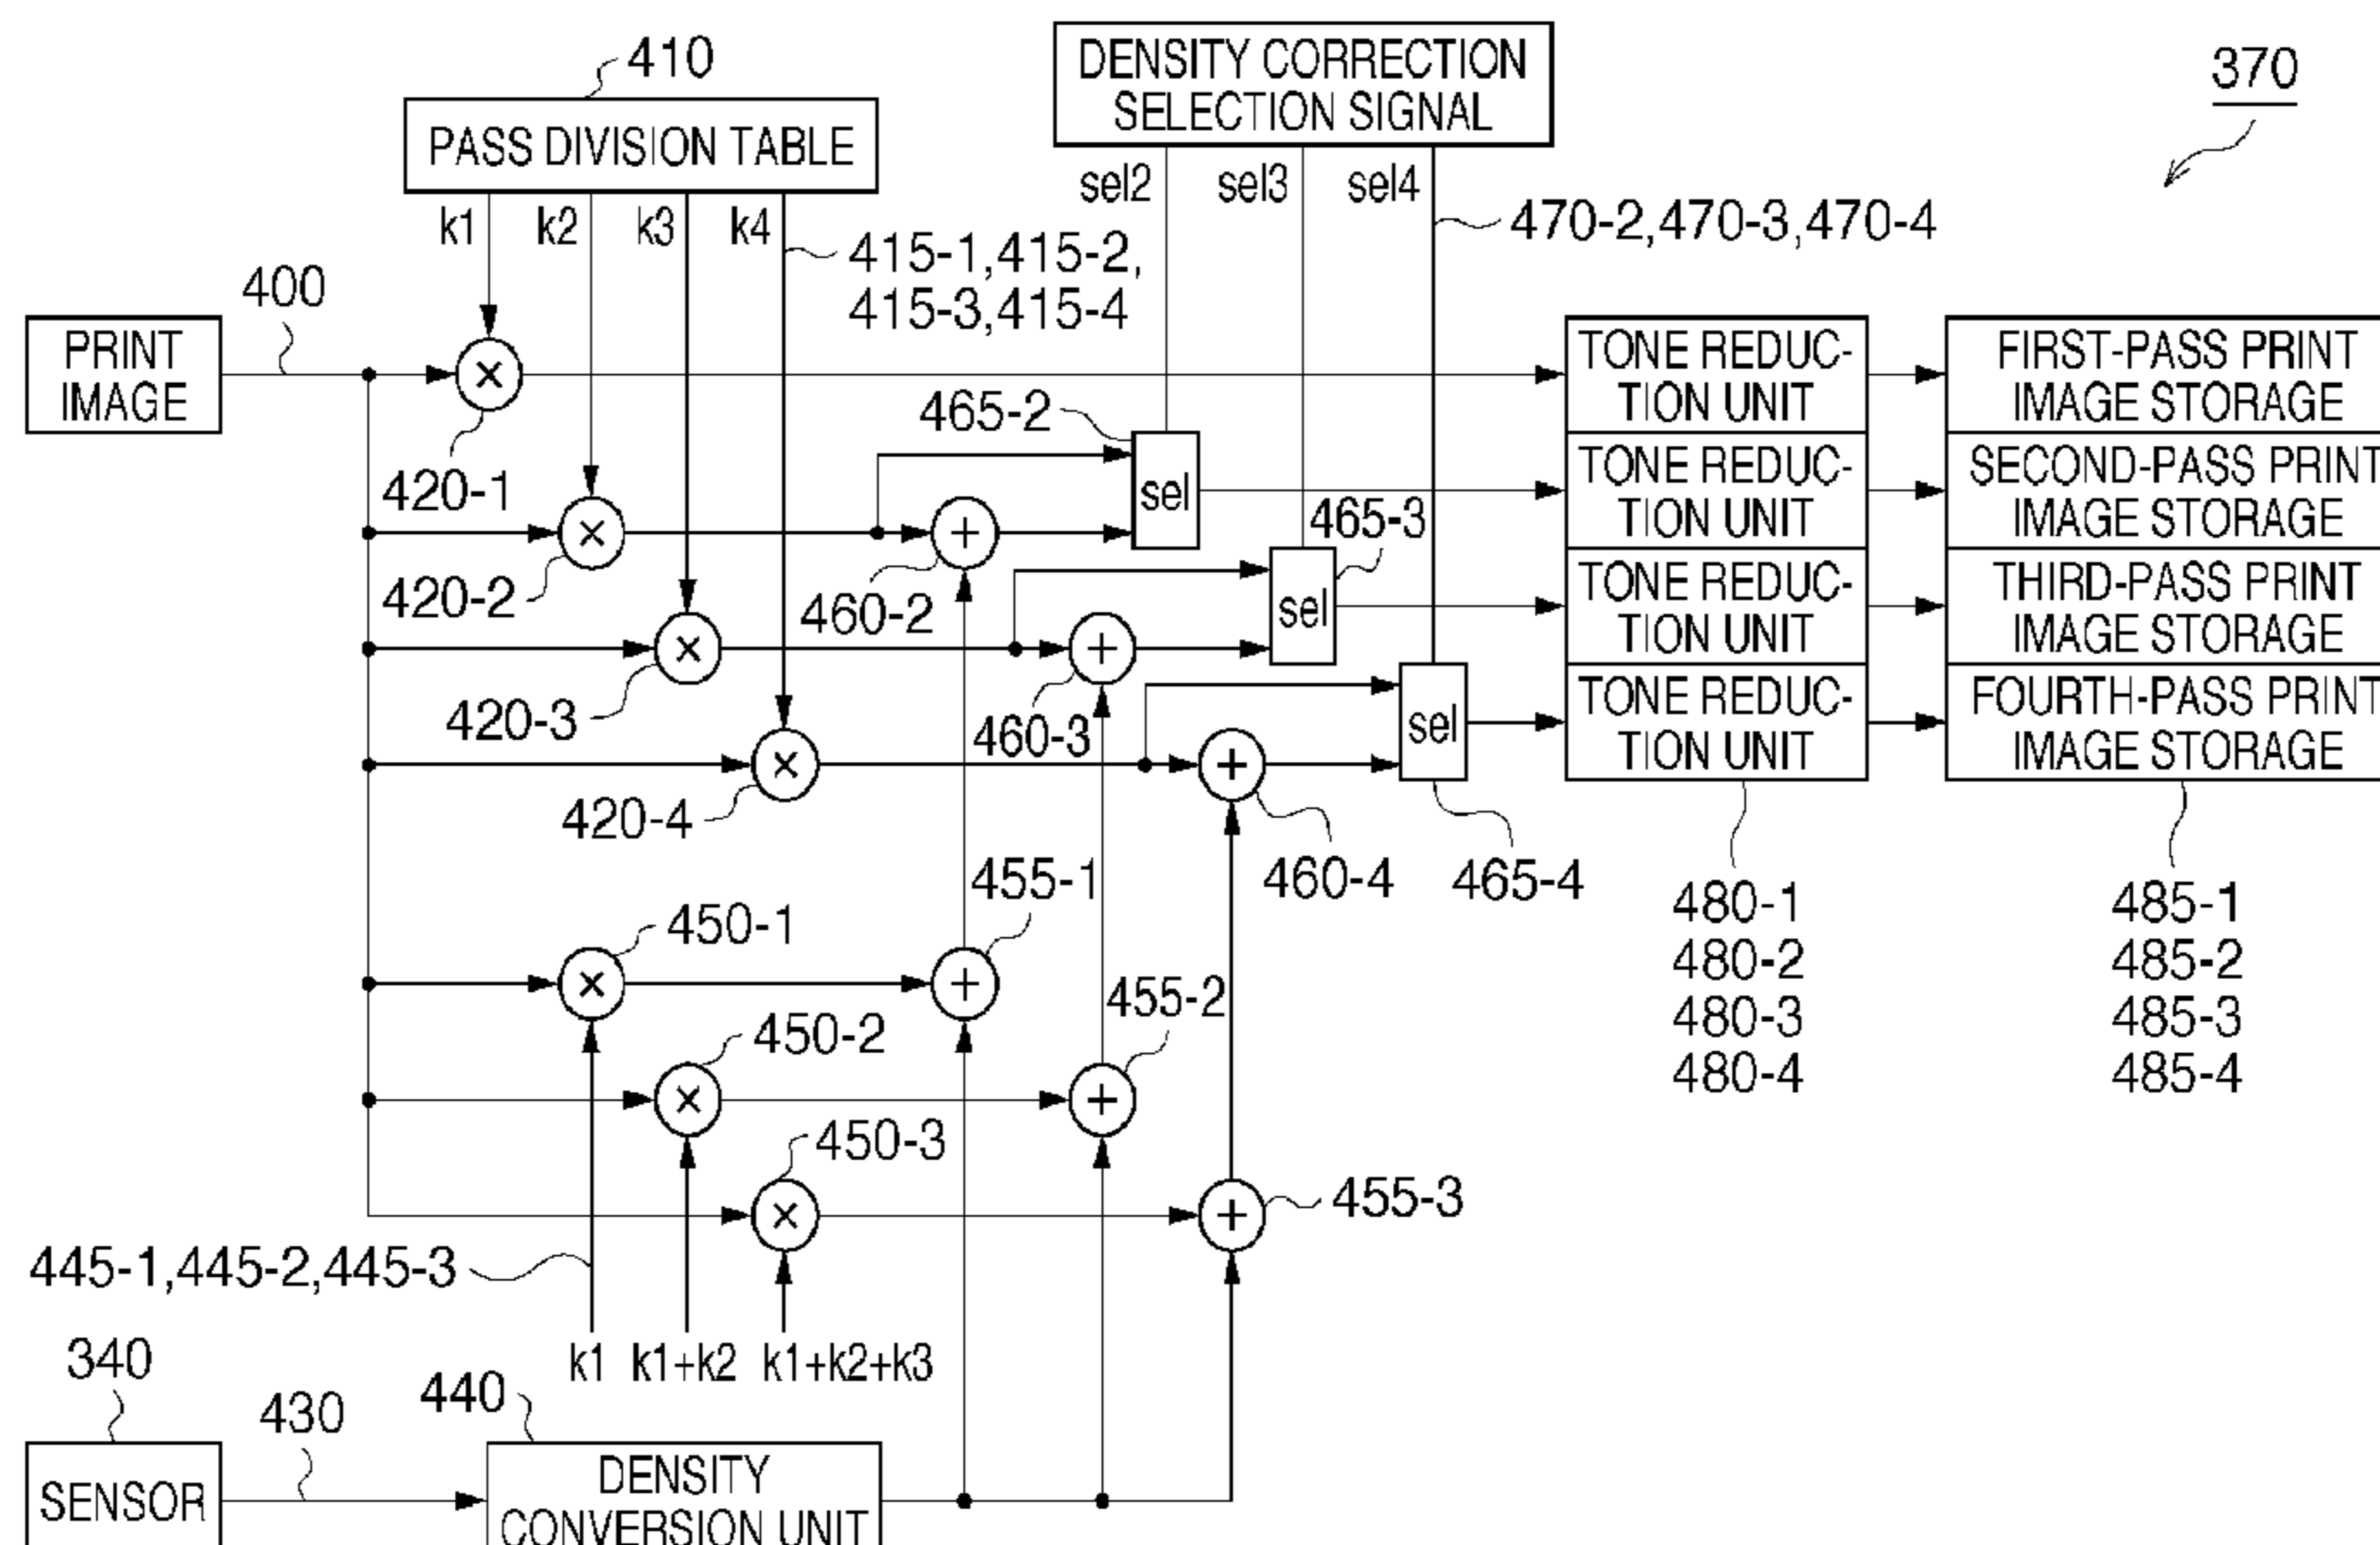 410
DENSITY CORRECTION
SELECTION SIGNAL
370
PASS DIVISION TABLE
k1
k2
k3
k4
sel2
sel3
sel4
470-2,470-3,470-4
415-1,415-2,
415-3,415-4
400
PRINT
IMAGE
×
TONE REDUC-
TION UNIT
FIRST-PASS PRINT
IMAGE STORAGE
465-2
420-1
sel
TONE REDUC-
TION UNIT
SECOND-PASS PRINT
IMAGE STORAGE
×
+
465-3
420-2
460-2
sel
TONE REDUC-
TION UNIT
THIRD-PASS PRINT
IMAGE STORAGE
×
+
420-3
460-3
sel
TONE REDUC-
TION UNIT
FOURTH-PASS PRINT
IMAGE STORAGE
×
+
420-4
460-4
465-4
480-1
480-2
480-3
480-4
485-1
485-2
485-3
485-4
450-1
455-1
×
+
450-2
455-2
×
+
450-3
×
+
455-3
445-1,445-2,445-3
k1
k1+k2
k1+k2+k3
340
430
440
SENSOR
DENSITY
CONVERSION UNIT